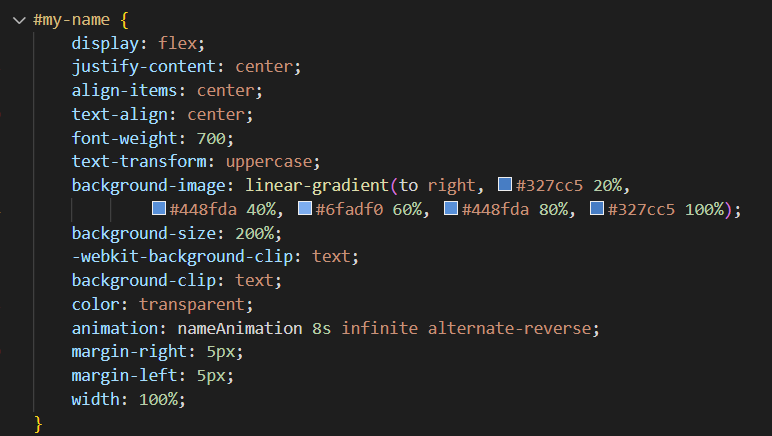 #my-name {
display: flex;
justify-content: center;
align-items: center;
text-align: center;
font-weight: 700;
text-transform: uppercase;
background-image: linear-gradient(to right, #327cc5 20%,
#448fda 40%, #6fadf0 60%, #448fda 80%, #327cc5 100%);
background-size: 200%;
-webkit-background-clip: text;
background-clip: text;
color: transparent;
animation: nameAnimation 8s infinite alternate-reverse;
margin-right: 5px;
margin-left: 5px;
width: 100%;
}